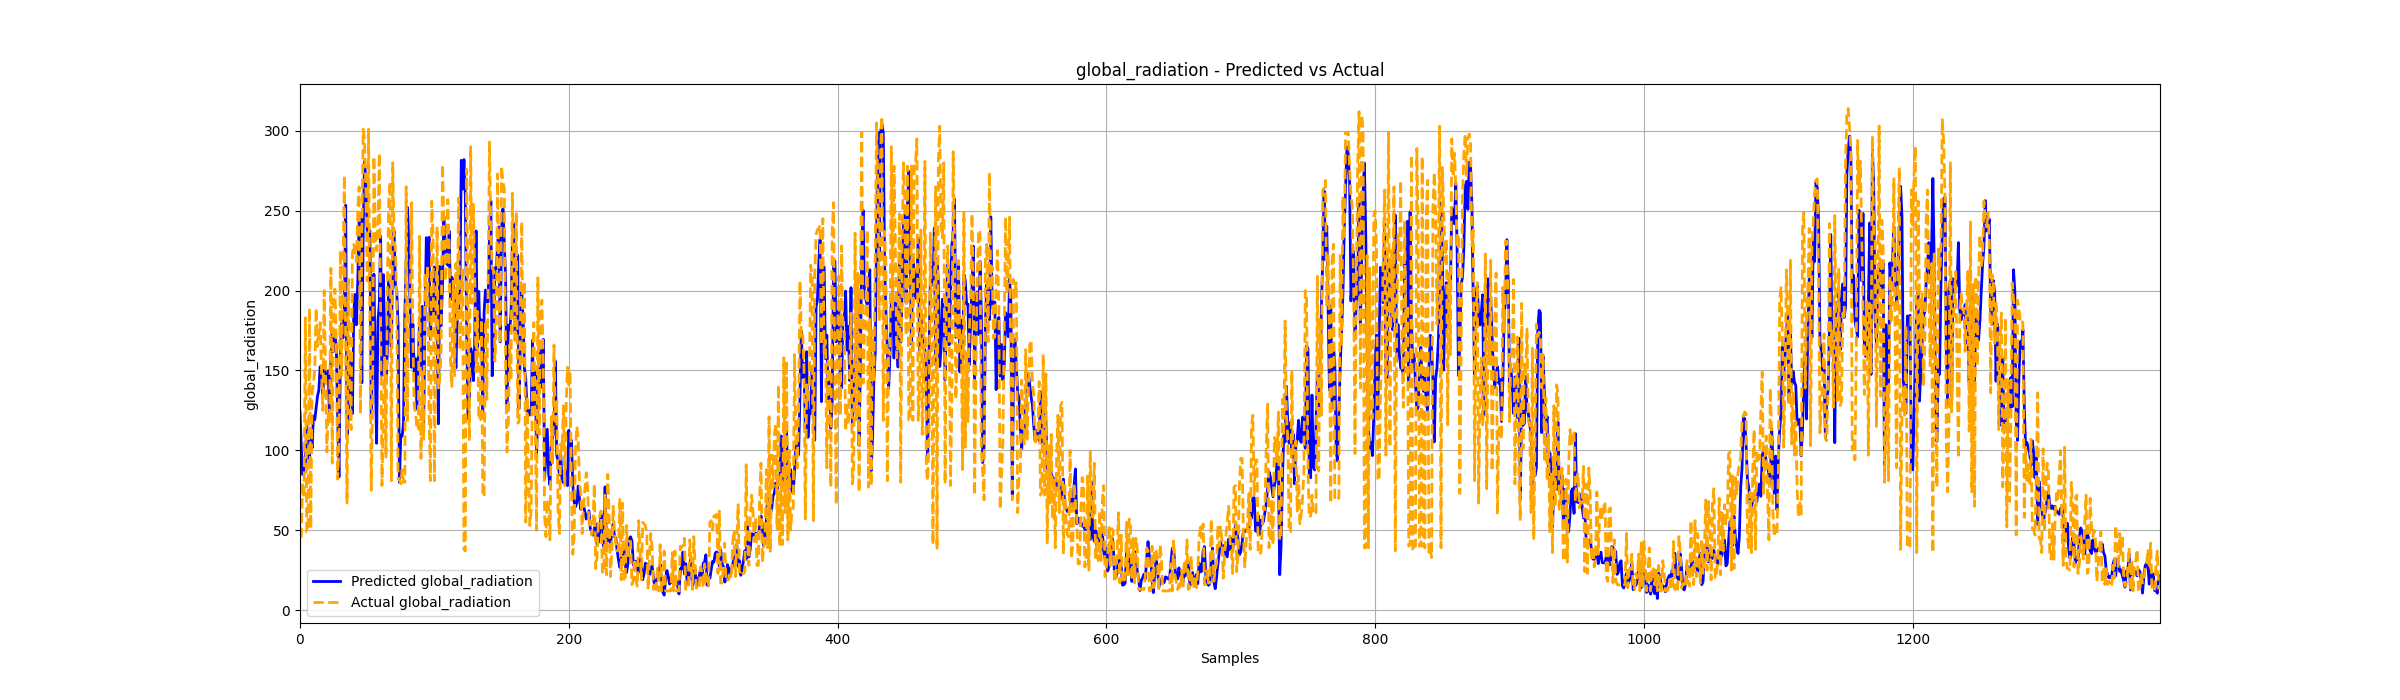 global_radiation - Predicted vs Actual
300
250
200
150
100
50
0
global_radiation
Predicted global_radiation
Actual global_radiation
0 200 400 600 800 1000 1200
Samples